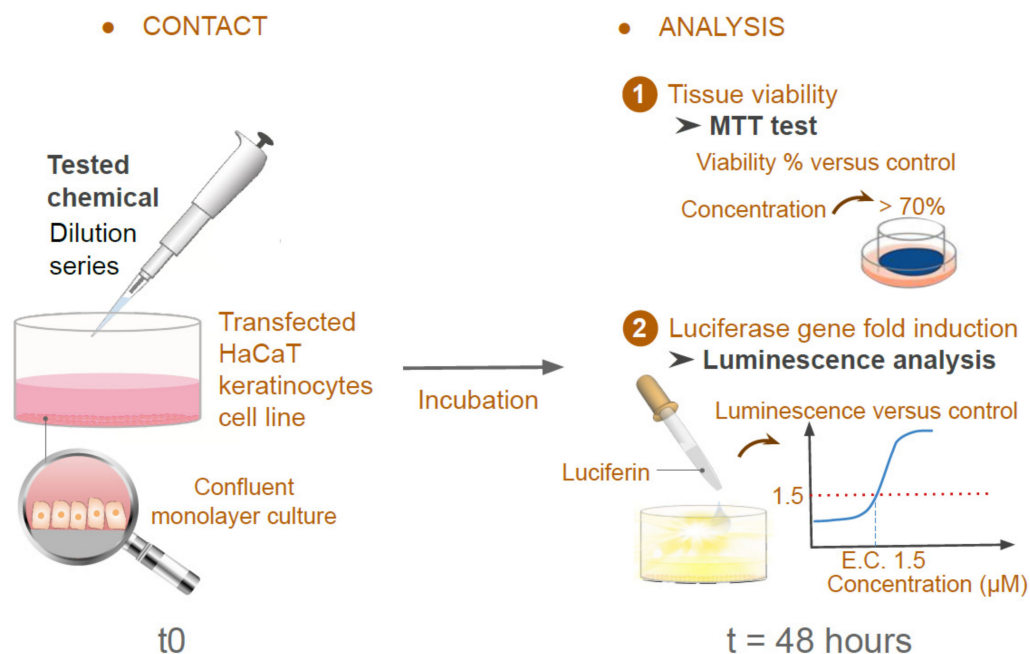 • CONTACT
Tested
chemical
Dilution
series
Transfected
HaCaT
keratinocytes
cell line
Confluent
monolayer culture
t0
Incubation
• ANALYSIS
1 Tissue viability
➤ MTT test
Viability % versus control
Concentration > 70%
2 Luciferase gene fold induction
➤ Luminescence analysis
Luminescence versus control
Luciferin
1.5
E.C. 1.5
Concentration (µM)
t = 48 hours